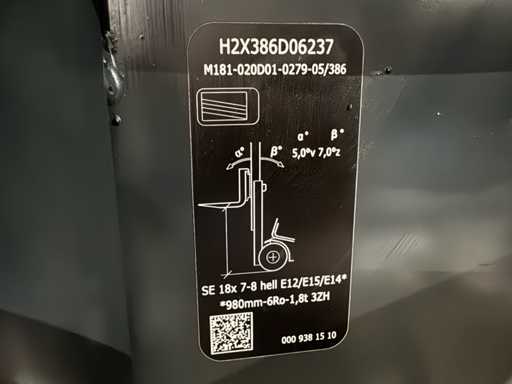 H2X386D06237
M181-020D01-0279-05/386
α° β°
5,0°v 7,0°z
α° β°
SE 18x 7-8 hell E12/E15/E14*
*980mm-6Ro-1,8t 3ZH
000 938 15 10